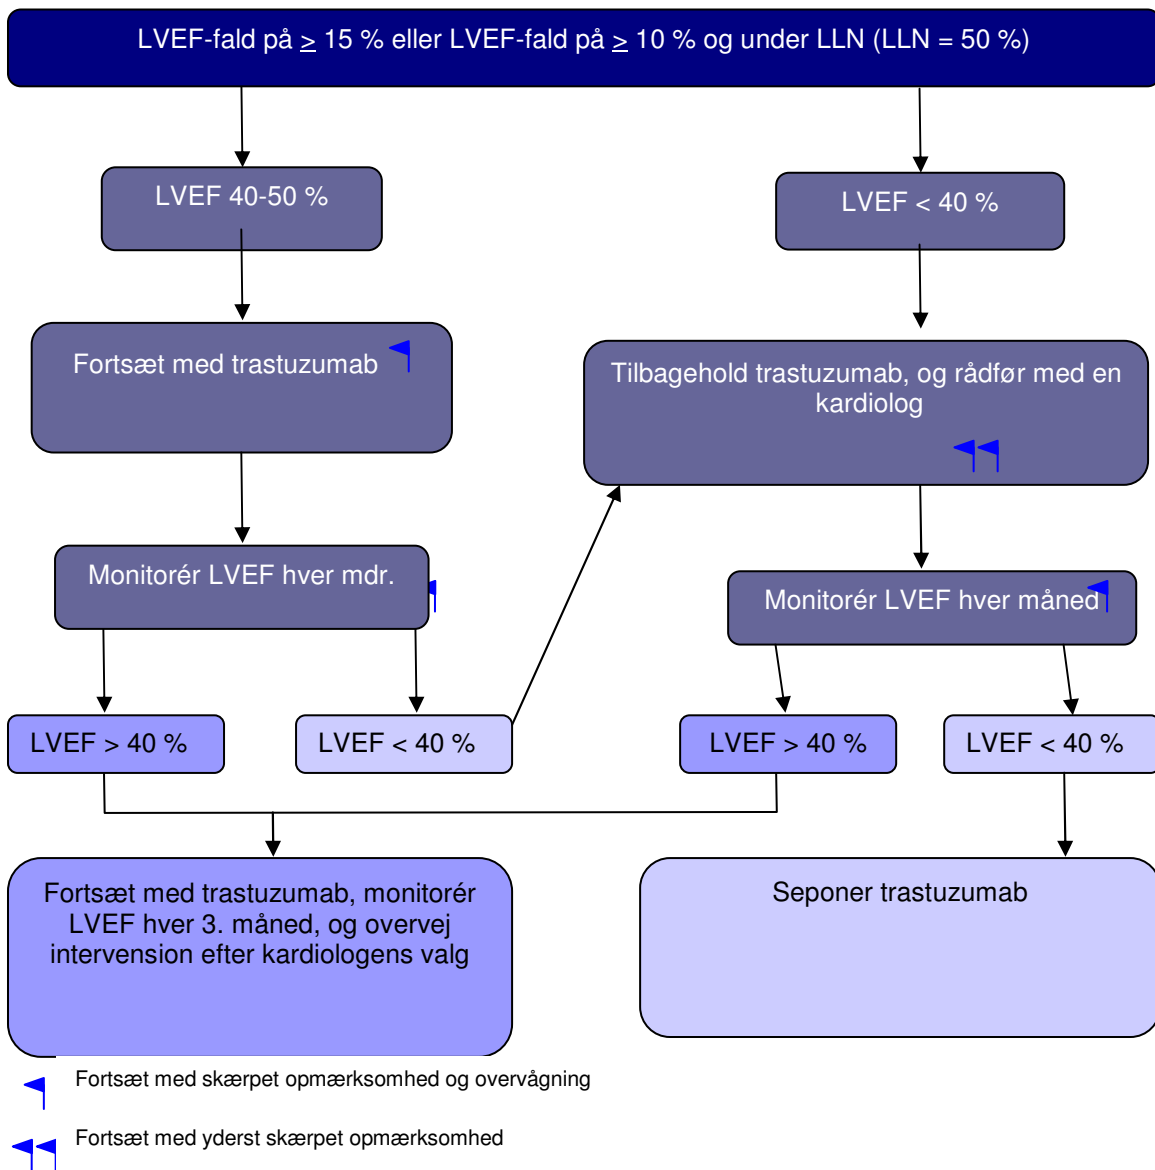 LVEF-fald på ≥ 15 % eller LVEF-fald på ≥ 10 % og under LLN (LLN = 50 %)
LVEF 40-50 %
LVEF < 40 %
Fortsæt med trastuzumab
Tilbagehold trastuzumab, og rådfør med en
kardiolog
Monitorér LVEF hver mdr.
Monitorér LVEF hver måned
LVEF > 40 %
LVEF < 40 %
LVEF > 40 %
LVEF < 40 %
Fortsæt med trastuzumab, monitorér
LVEF hver 3. måned, og overvej
intervension efter kardiologens valg
Seponer trastuzumab
Fortsæt med skærpet opmærksomhed og overvågning
Fortsæt med yderst skærpet opmærksomhed